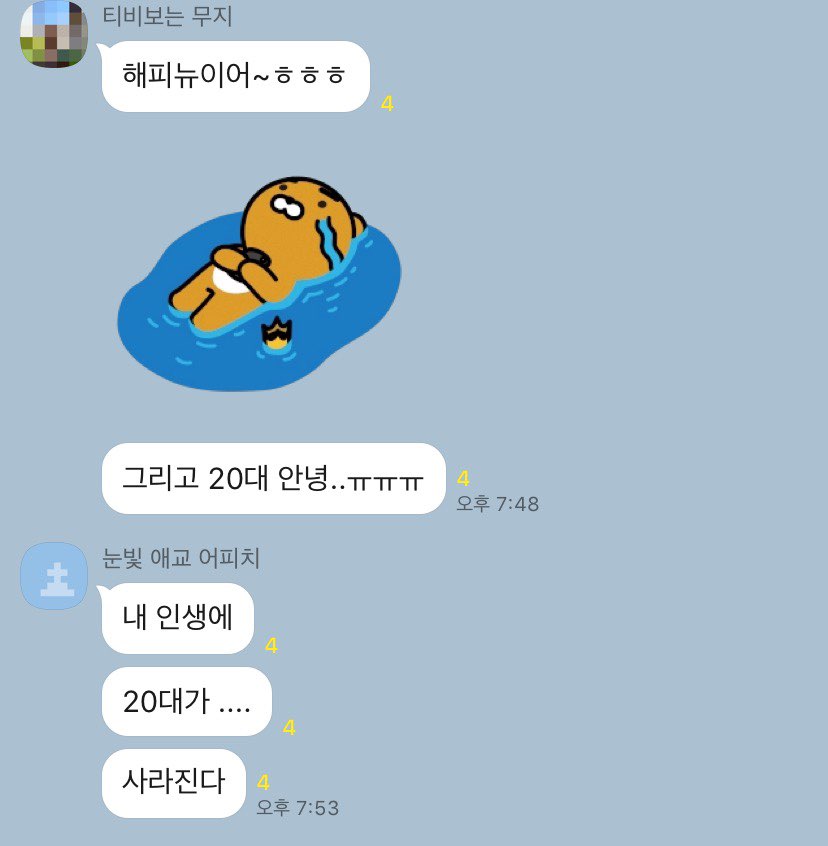 티비보는 무지
해피뉴이어~ㅎㅎㅎ
4
그리고 20대 안녕..ㅠㅠㅠ
4
오후 7:48
눈빛 애교 어피치
내 인생에
4
20대가 ....
4
사라진다
4
오후 7:53